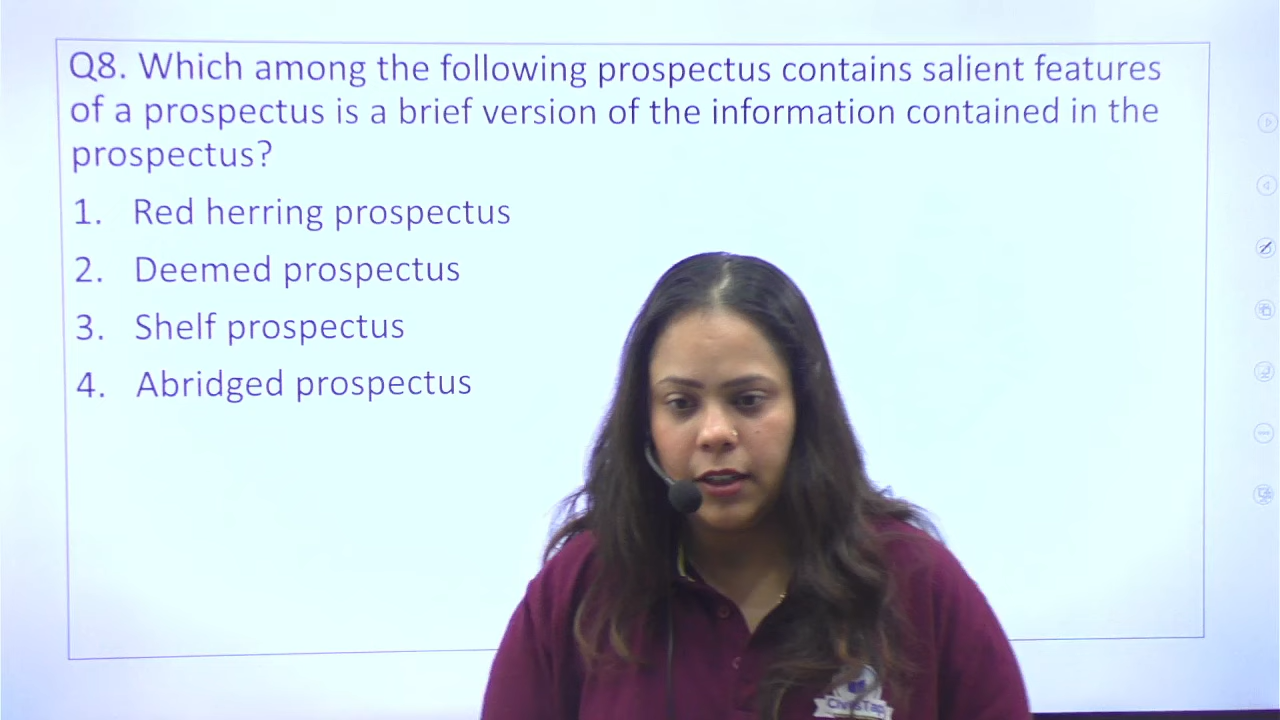 Q8. Which among the following prospectus contains salient features
of a prospectus is a brief version of the information contained in the
prospectus?
1. Red herring prospectus
2. Deemed prospectus
3. Shelf prospectus
4. Abridged prospectus